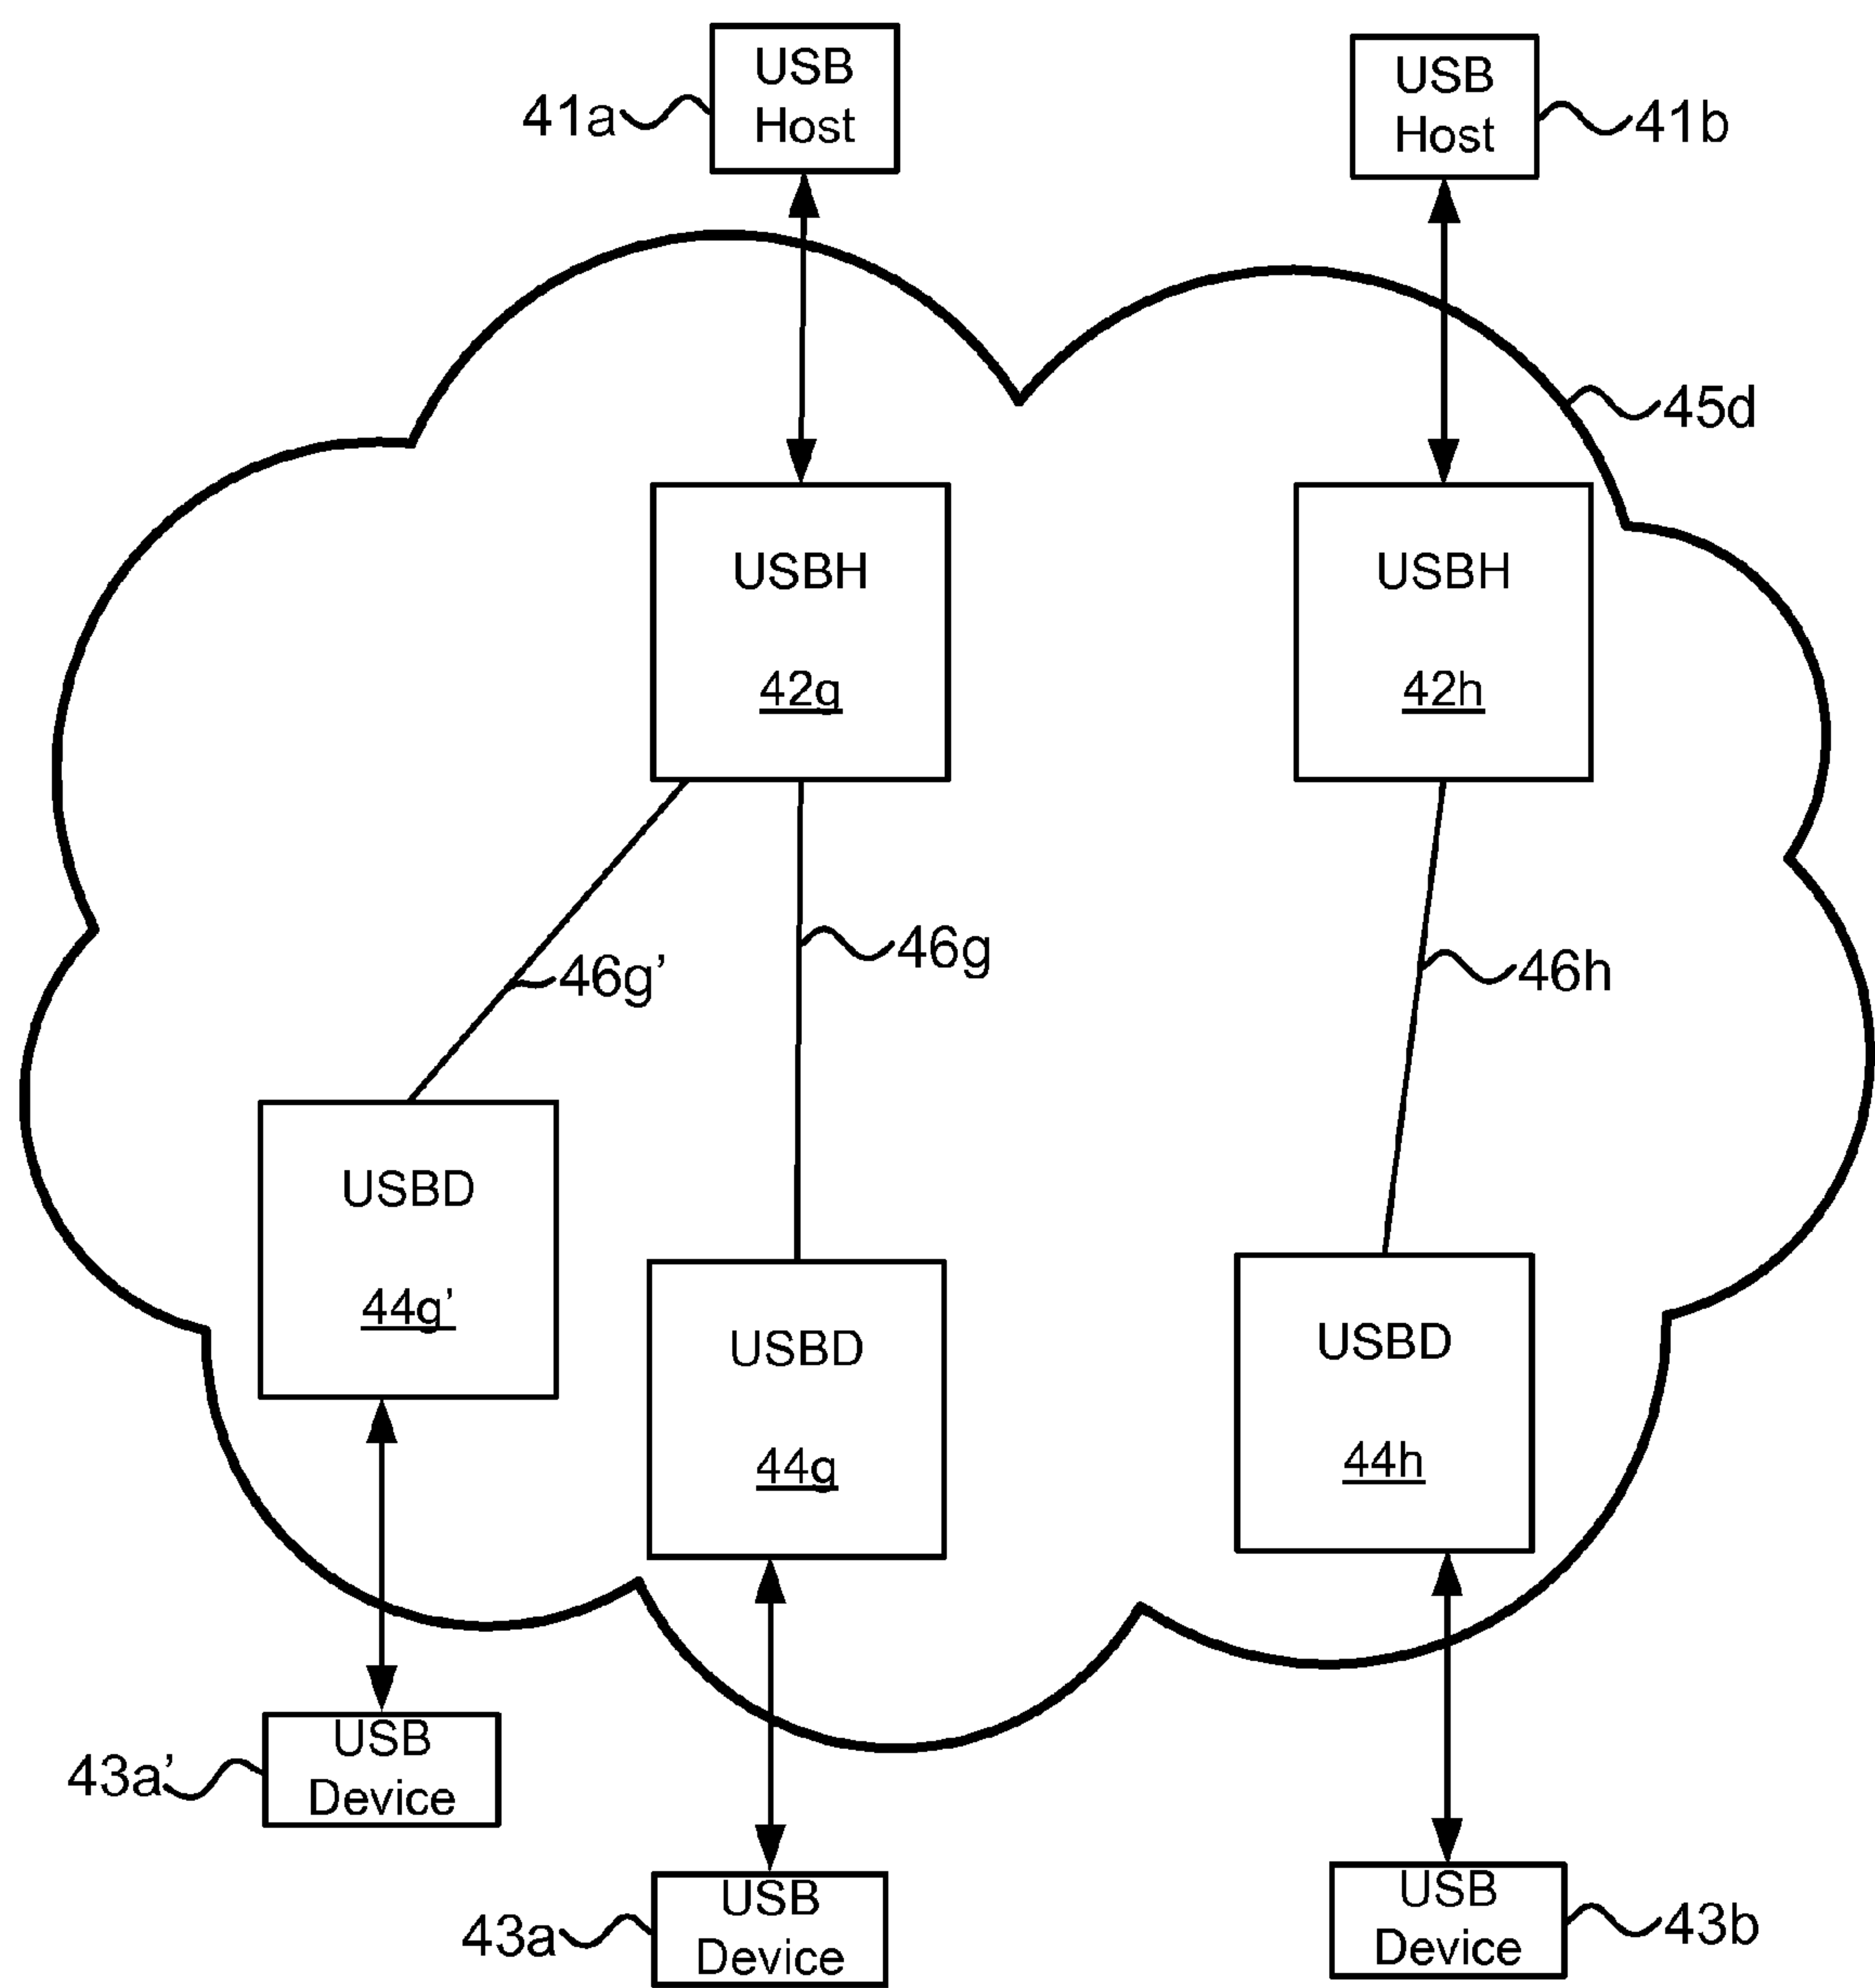 USB
Host
41a
USB
Host
41b
45d
USBH
42g
USBH
42h
46g’
46g
46h
USBD
44g’
USBD
44g
USBD
44h
USB
Device
43a’
USB
Device
43a
USB
Device
43b